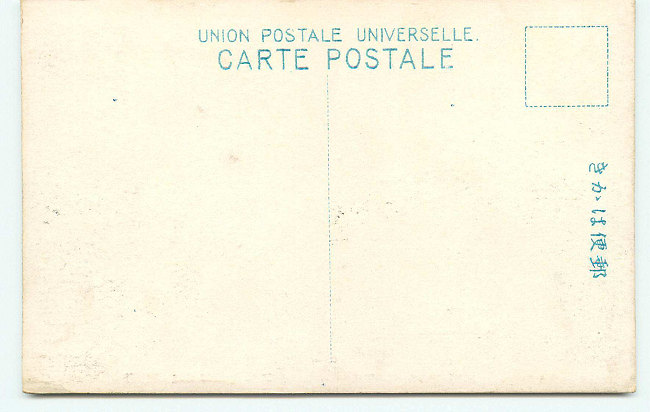 UNION POSTALE UNIVERSELLE.
CARTE POSTALE
郵便はかき